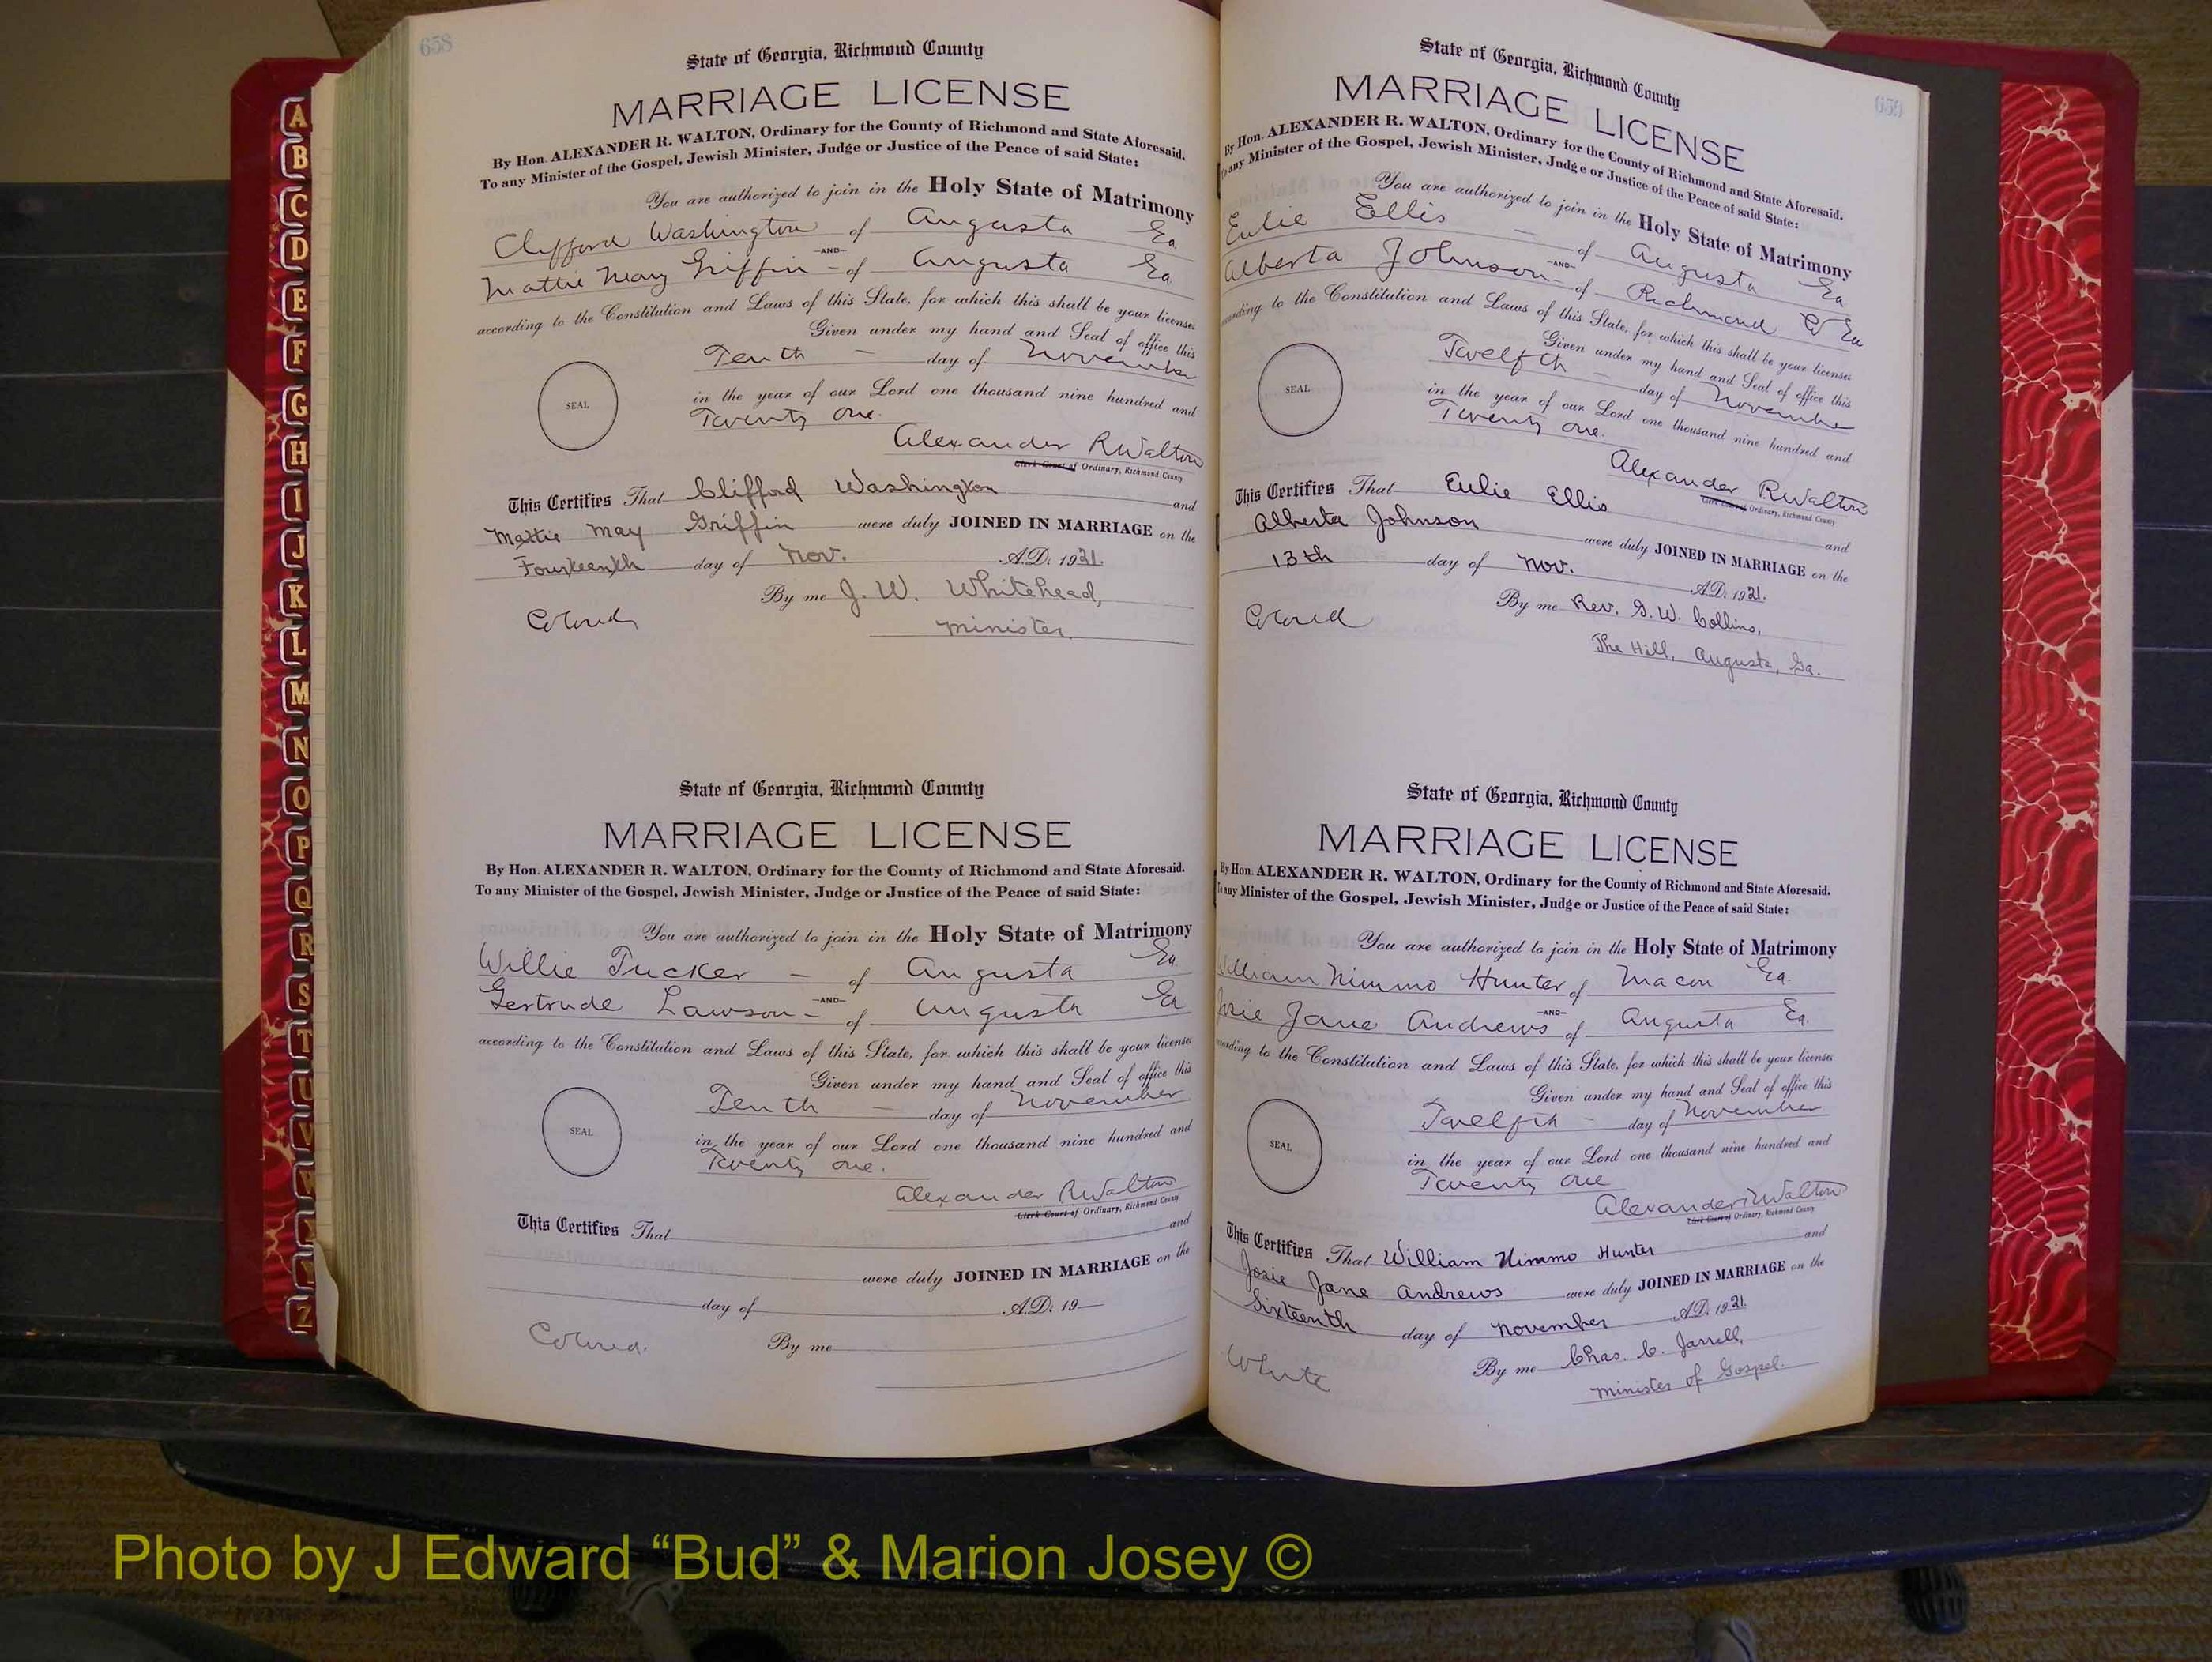 A
B
C
D
E
F
G
H
I
J
K
L
M
N
O
P
Q
R
S
T
U
V
W
Z
658
State of Georgia, Richmond County
MARRIAGE LICENSE
By Hon. ALEXANDER R. WALTON, Ordinary for the County of Richmond and State Aforesaid.
To any Minister of the Gospel, Jewish Minister, Judge or Justice of the Peace of said State:
You are authorized to join in the Holy State of Matrimony
Clifford Washington of Augusta Ga
—AND—
Mattie May Griffin - of Augusta Ga
according to the Constitution and Laws of this State, for which this shall be your license
Given under my hand and Seal of office this
Tenth — day of November
SEAL
in the year of our Lord one thousand nine hundred and
Twenty one.
Alexander R Walton
Clerk Court of Ordinary, Richmond County
This Certifies That Clifford Washington and
Mattie May Griffin were duly JOINED IN MARRIAGE on the
Fourteenth day of Nov. A.D. 1921.
By me J. W. Whitehead,
Minister.
Colored
State of Georgia, Richmond County
MARRIAGE LICENSE
By Hon. ALEXANDER R. WALTON, Ordinary for the County of Richmond and State Aforesaid.
To any Minister of the Gospel, Jewish Minister, Judge or Justice of the Peace of said State:
You are authorized to join in the Holy State of Matrimony
Willie Tucker — of Augusta Ga
—AND—
Gertrude Lawson - of Augusta Ga
according to the Constitution and Laws of this State, for which this shall be your license
Given under my hand and Seal of office this
Tenth — day of November
SEAL
in the year of our Lord one thousand nine hundred and
Twenty one.
Alexander R Walton
Clerk Court of Ordinary, Richmond County
This Certifies That and
were duly JOINED IN MARRIAGE on the
day of A.D. 19
Colored. By me
659
State of Georgia, Richmond County
MARRIAGE LICENSE
By Hon. ALEXANDER R. WALTON, Ordinary for the County of Richmond and State Aforesaid.
To any Minister of the Gospel, Jewish Minister, Judge or Justice of the Peace of said State:
You are authorized to join in the Holy State of Matrimony
Eulie Ellis — of Augusta Ga
—AND—
Alberta Johnson - of Richmond Co Ga
according to the Constitution and Laws of this State, for which this shall be your license
Given under my hand and Seal of office this
Twelfth — day of November
SEAL
in the year of our Lord one thousand nine hundred and
Twenty one.
Alexander R Walton
Clerk Court of Ordinary, Richmond County
This Certifies That Eulie Ellis and
Alberta Johnson were duly JOINED IN MARRIAGE on the
13th day of Nov. A.D. 1921.
By me Rev. G. W. Collins,
The Hill, Augusta, Ga.
Colored
State of Georgia, Richmond County
MARRIAGE LICENSE
By Hon. ALEXANDER R. WALTON, Ordinary for the County of Richmond and State Aforesaid.
To any Minister of the Gospel, Jewish Minister, Judge or Justice of the Peace of said State:
You are authorized to join in the Holy State of Matrimony
William Nimmo Hunter of Macon Ga.
—AND—
Josie Jane Andrews of Augusta Ga.
according to the Constitution and Laws of this State, for which this shall be your license
Given under my hand and Seal of office this
Twelfth — day of November
SEAL
in the year of our Lord one thousand nine hundred and
Twenty one
Alexander R Walton
Clerk Court of Ordinary, Richmond County
This Certifies That William Nimmo Hunter and
Josie Jane Andrews were duly JOINED IN MARRIAGE on the
Sixteenth day of November A.D. 1921.
By me Chas. C. Jarrell,
Minister of Gospel.
White
Photo by J Edward “Bud” & Marion Josey ©